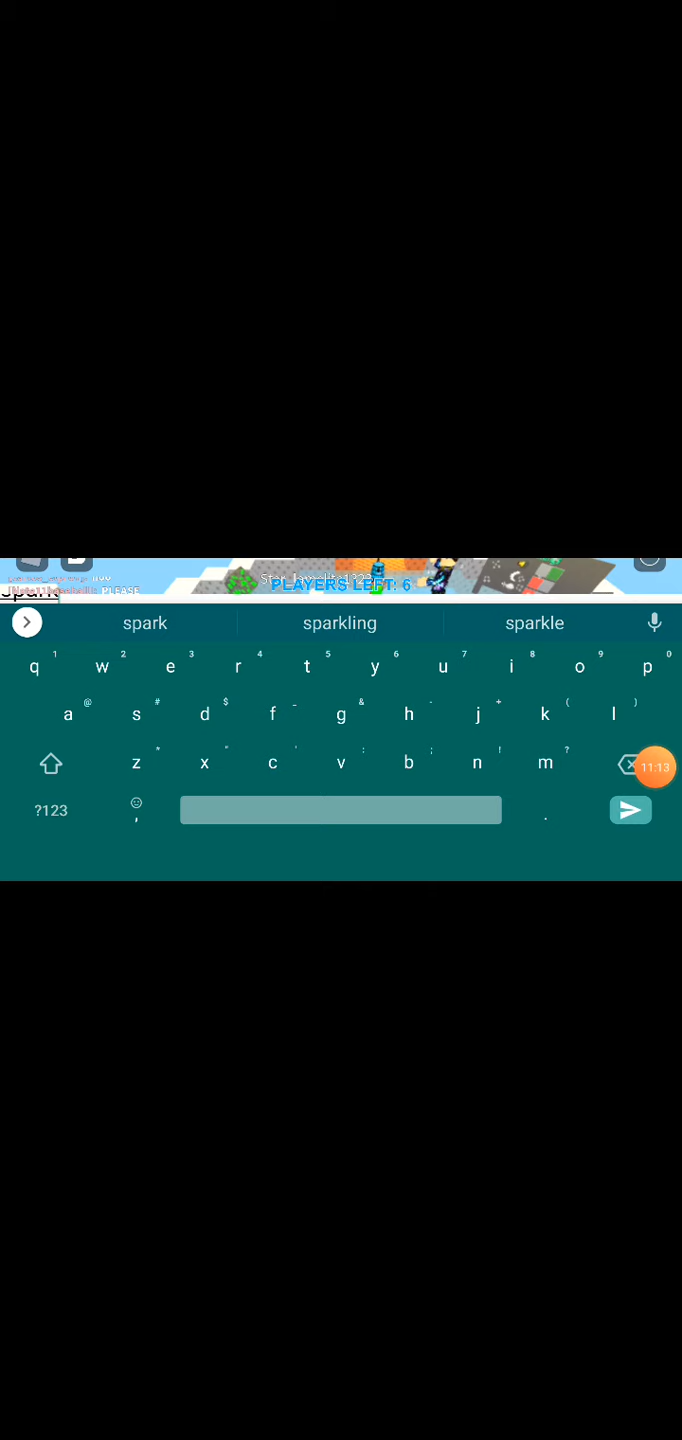 PLAYERS LEFT: 6
PLEASE
spark
spark sparkling sparkle
1 2 3 4 5 6 7 8 9 0
q w e r t y u i o p
@ # $ _ & - + ( )
a s d f g h j k l
* " ' : ; ! ?
z x c v b n m
11:13
?123 , .